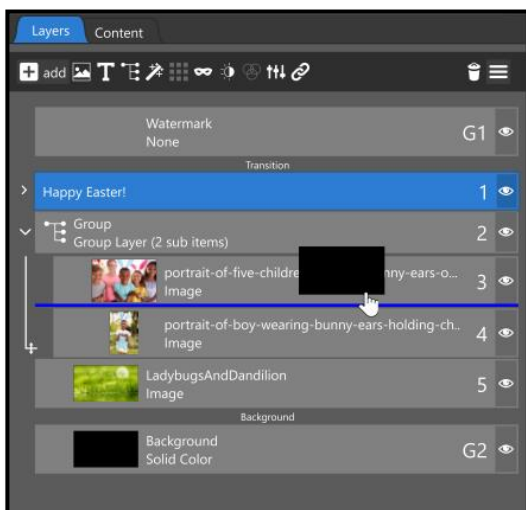 Layers Content
add
Watermark
None
G1
Transition
Happy Easter!
1
Group
Group Layer (2 sub items)
2
portrait-of-five-childre nny-ears-o...
Image
3
portrait-of-boy-wearing-bunny-ears-holding-ch..
Image
4
LadybugsAndDandilion
Image
5
Background
Background
Solid Color
G2